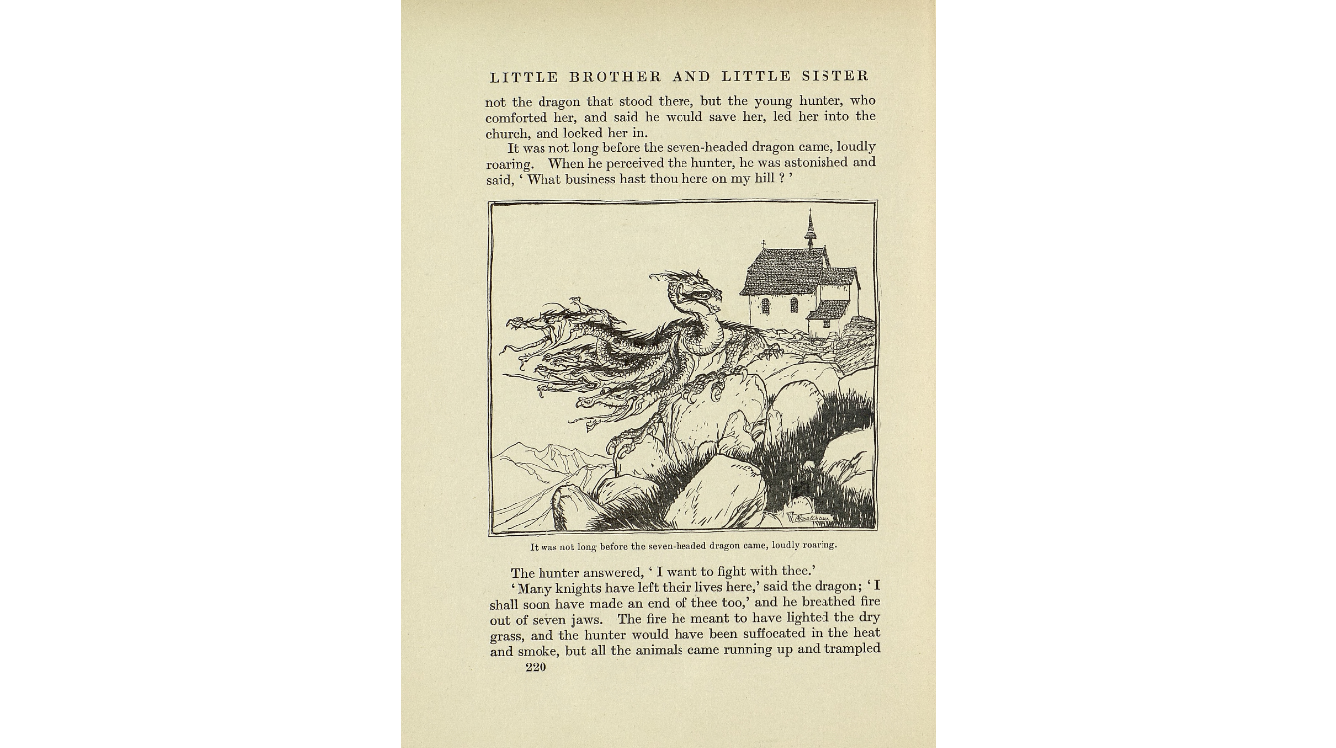 LITTLE BROTHER AND LITTLE SISTER
not the dragon that stood there, but the young hunter, who
comforted her, and said he would save her, led her into the
church, and locked her in.
It was not long before the seven-headed dragon came, loudly
roaring. When he perceived the hunter, he was astonished and
said, ‘ What business hast thou here on my hill ? ’
It was not long before the seven-headed dragon came, loudly roaring.
The hunter answered, ‘ I want to fight with thee.’
‘ Many knights have left their lives here,’ said the dragon; ‘ I
shall soon have made an end of thee too,’ and he breathed fire
out of seven jaws. The fire he meant to have lighted the dry
grass, and the hunter would have been suffocated in the heat
and smoke, but all the animals came running up and trampled
220